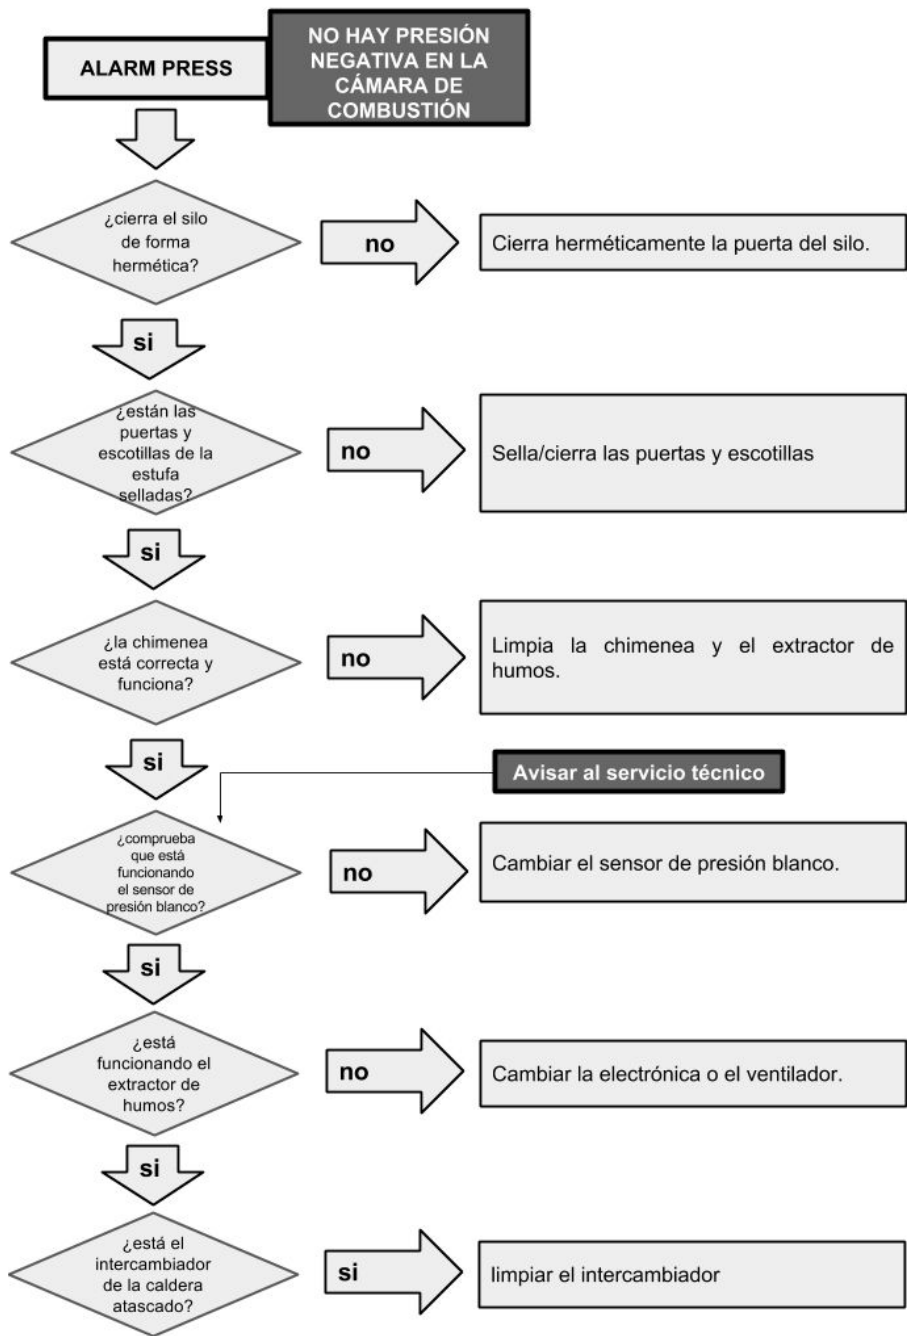 ALARM PRESS
NO HAY PRESIÓN
NEGATIVA EN LA
CÁMARA DE
COMBUSTIÓN
¿cierra el silo
de forma
hermética?
no
Cierra herméticamente la puerta del silo.
si
¿están las
puertas y
escotillas de la
estufa
selladas?
no
Sella/cierra las puertas y escotillas
si
¿la chimenea
está correcta y
funciona?
no
Limpia la chimenea y el extractor de
humos.
si
Avisar al servicio técnico
¿comprueba
que está
funcionando
el sensor de
presión blanco?
no
Cambiar el sensor de presión blanco.
si
¿está
funcionando el
extractor de
humos?
no
Cambiar la electrónica o el ventilador.
si
¿está el
intercambiador
de la caldera
atascado?
si
limpiar el intercambiador